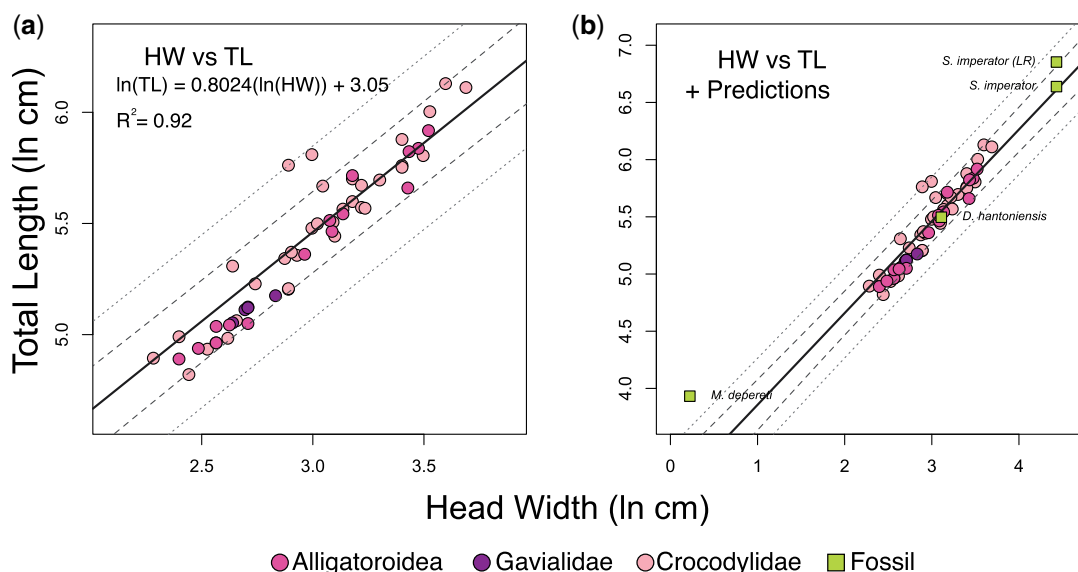 (a)
HW vs TL
ln(TL) = 0.8024(ln(HW)) + 3.05
R²= 0.92
Total Length (ln cm)
6.0
5.5
5.0
2.5 3.0 3.5
(b)
HW vs TL
+ Predictions
S. imperator (LR)
S. imperator
D. hantoniensis
M. depereti
7.0
6.5
6.0
5.5
5.0
4.5
4.0
0 1 2 3 4
Head Width (ln cm)
Alligatoroidea Gavialidae Crocodylidae Fossil